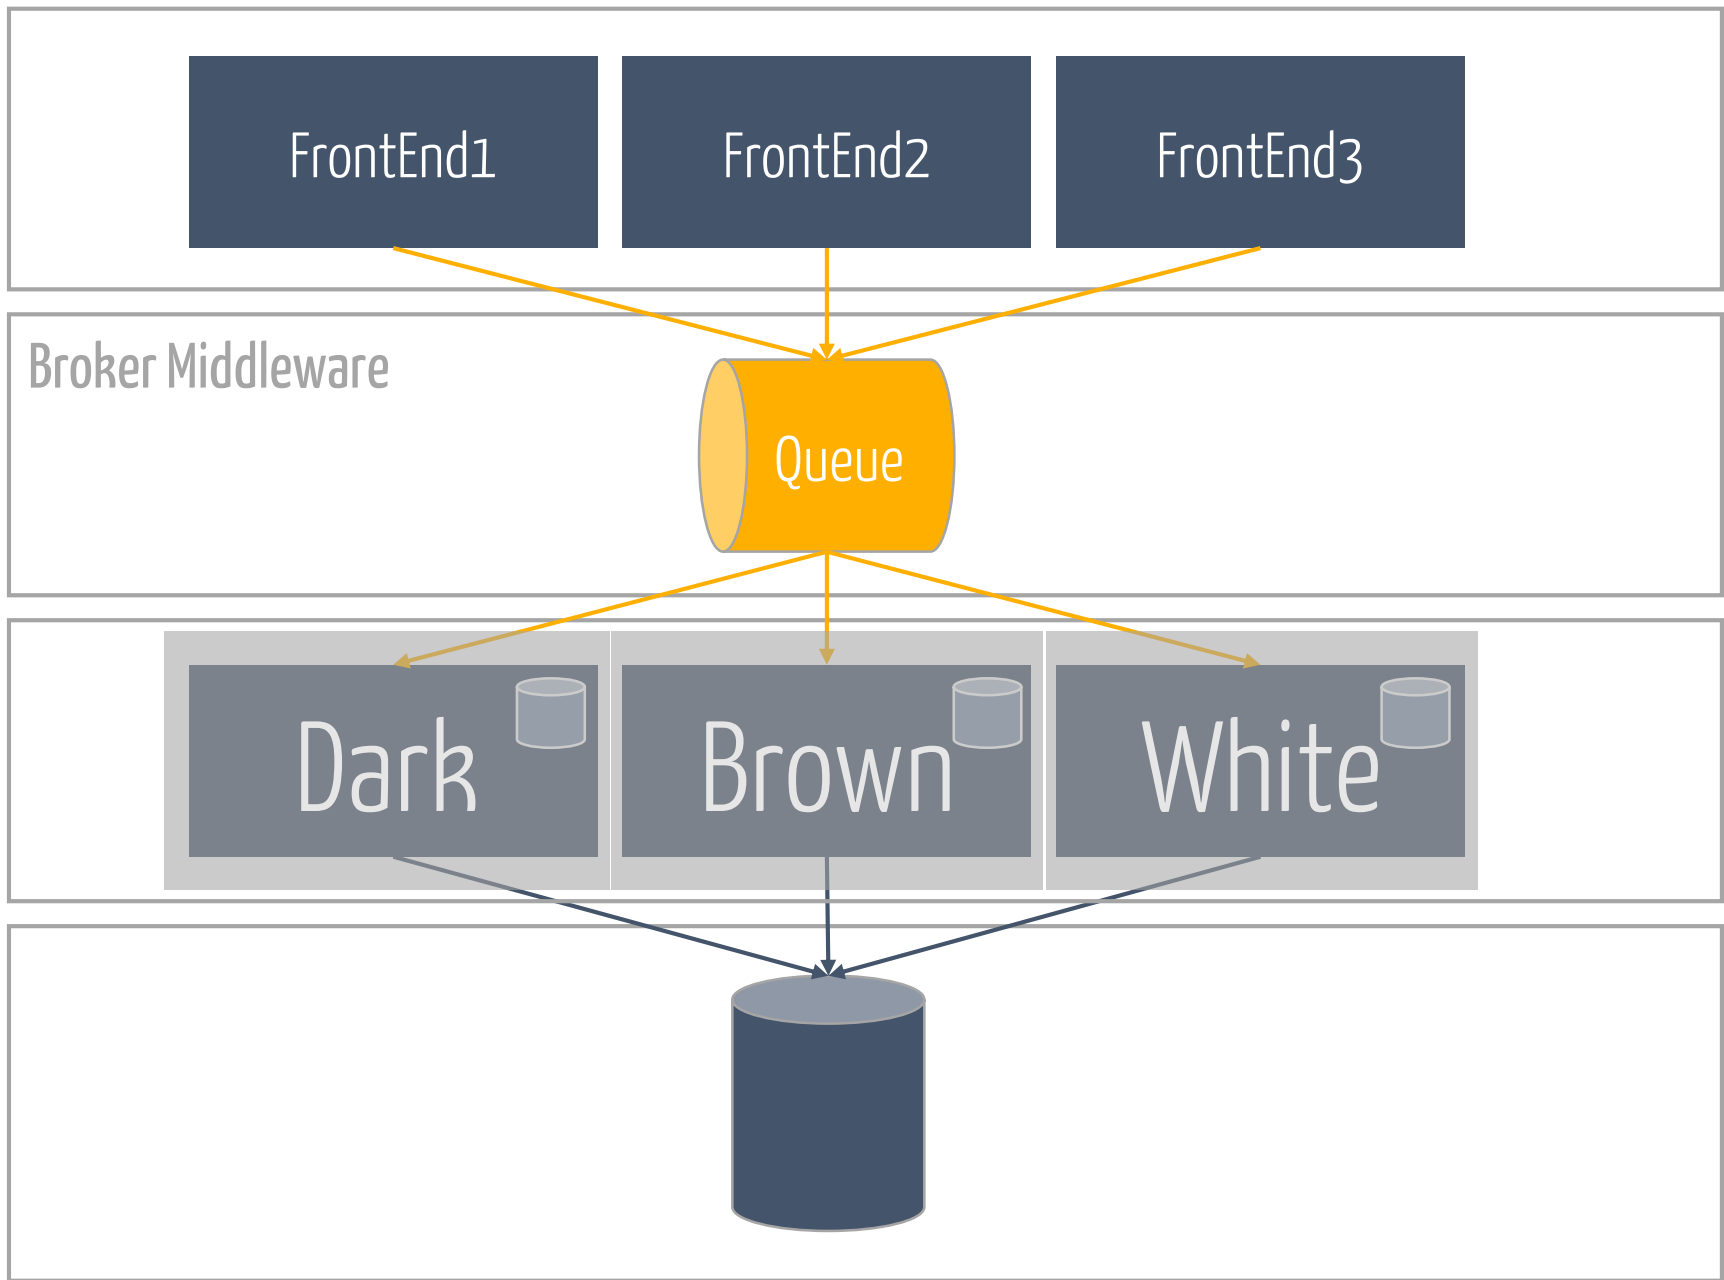 FrontEnd1
FrontEnd2
FrontEnd3
Broker Middleware
Queue
Dark
Brown
White